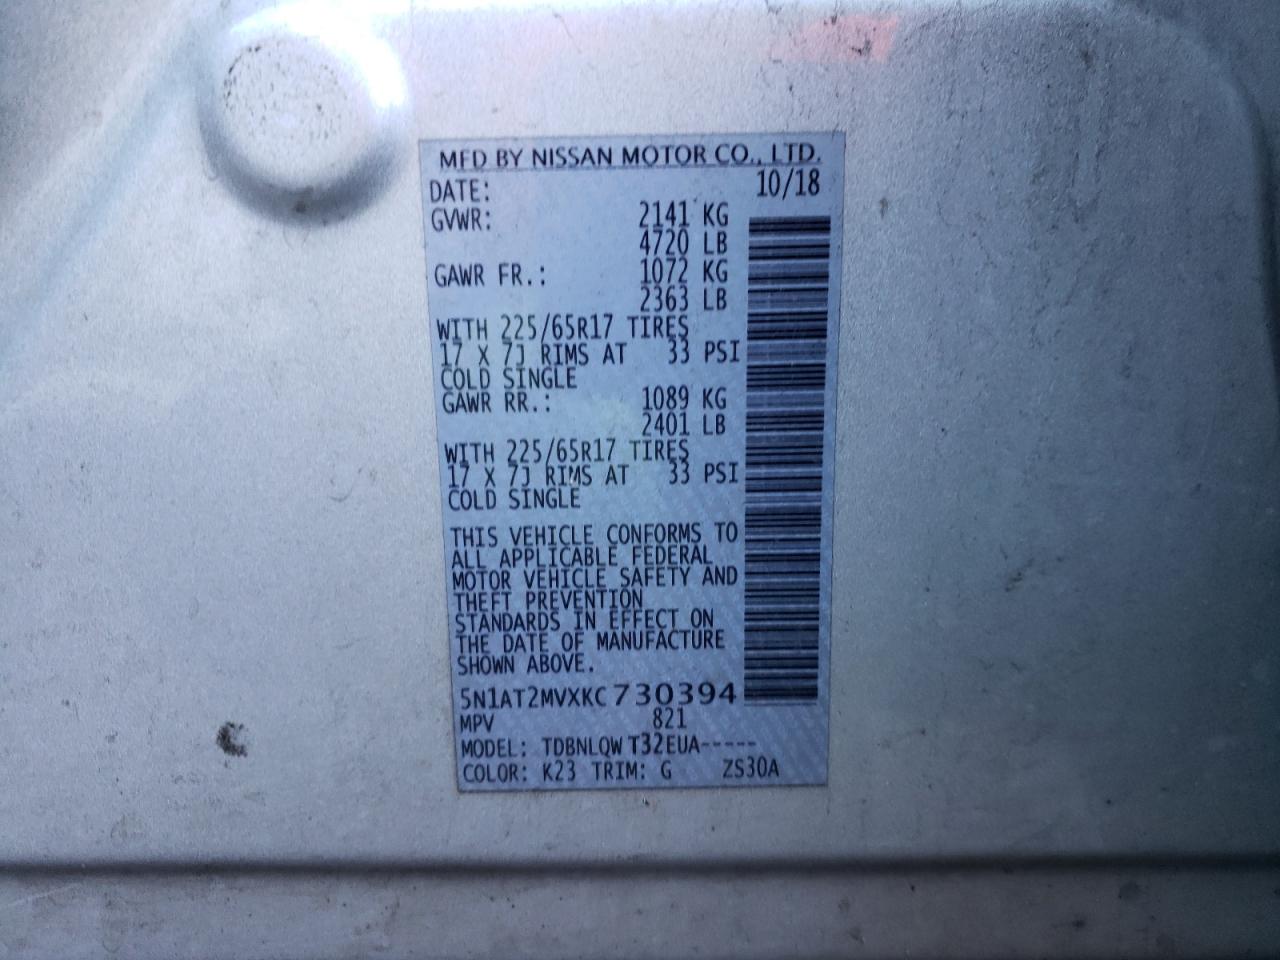 MFD BY NISSAN MOTOR CO., LTD.
DATE: 10/18
GVWR: 2141 KG
4720 LB
GAWR FR.: 1072 KG
2363 LB
WITH 225/65R17 TIRES
17 X 7J RIMS AT 33 PSI
COLD SINGLE
GAWR RR.: 1089 KG
2401 LB
WITH 225/65R17 TIRES
17 X 7J RIMS AT 33 PSI
COLD SINGLE
THIS VEHICLE CONFORMS TO
ALL APPLICABLE FEDERAL
MOTOR VEHICLE SAFETY AND
THEFT PREVENTION
STANDARDS IN EFFECT ON
THE DATE OF MANUFACTURE
SHOWN ABOVE.
5N1AT2MVXKC730394
MPV 821
MODEL: TDBNLQW T32EUA-----
COLOR: K23 TRIM: G ZS30A